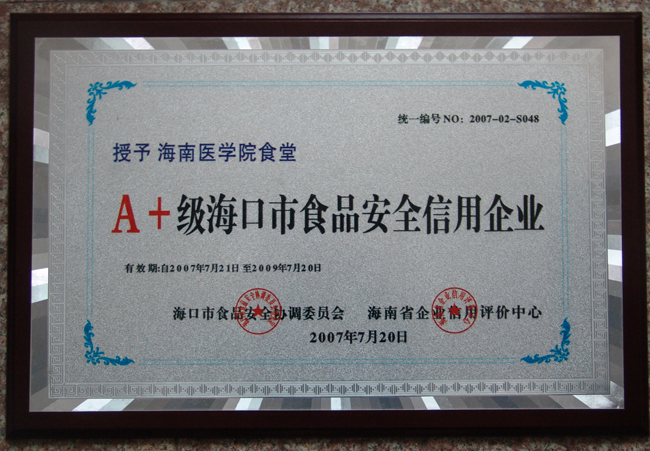 统一编号NO：2007-02-S048
授予 海南医学院食堂
A+级海口市食品安全信用企业
有效期:自2007年7月21日至2009年7月20日
海口市食品安全协调委员会 海南省企业信用评价中心
2007年7月20日